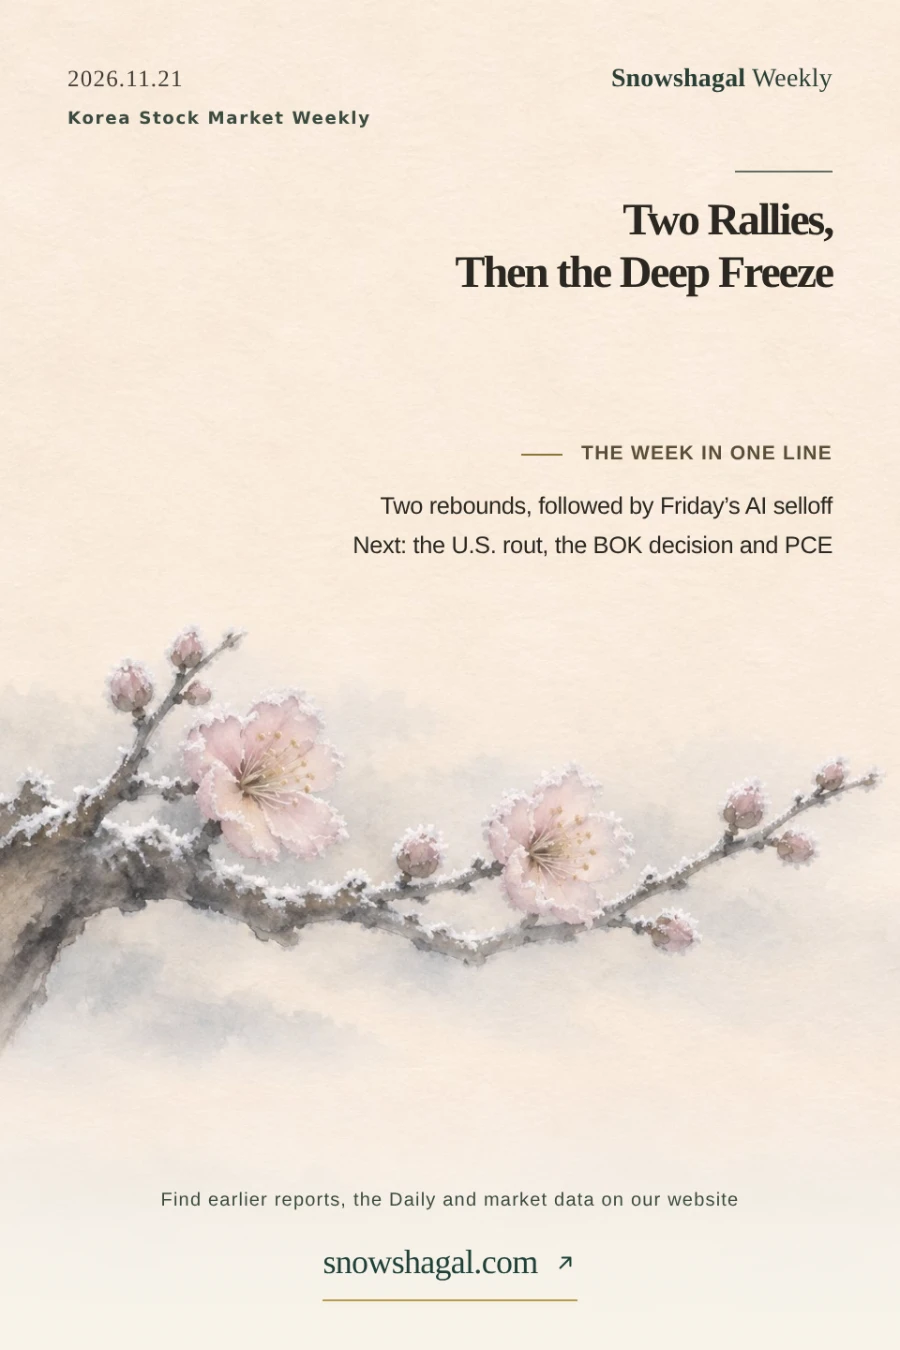 2026.11.21
Snowshagal Weekly
Korea Stock Market Weekly
Two Rallies,
Then the Deep Freeze
THE WEEK IN ONE LINE
Two rebounds, followed by Friday’s AI selloff
Next: the U.S. rout, the BOK decision and PCE
Find earlier reports, the Daily and market data on our website
snowshagal.com ↗